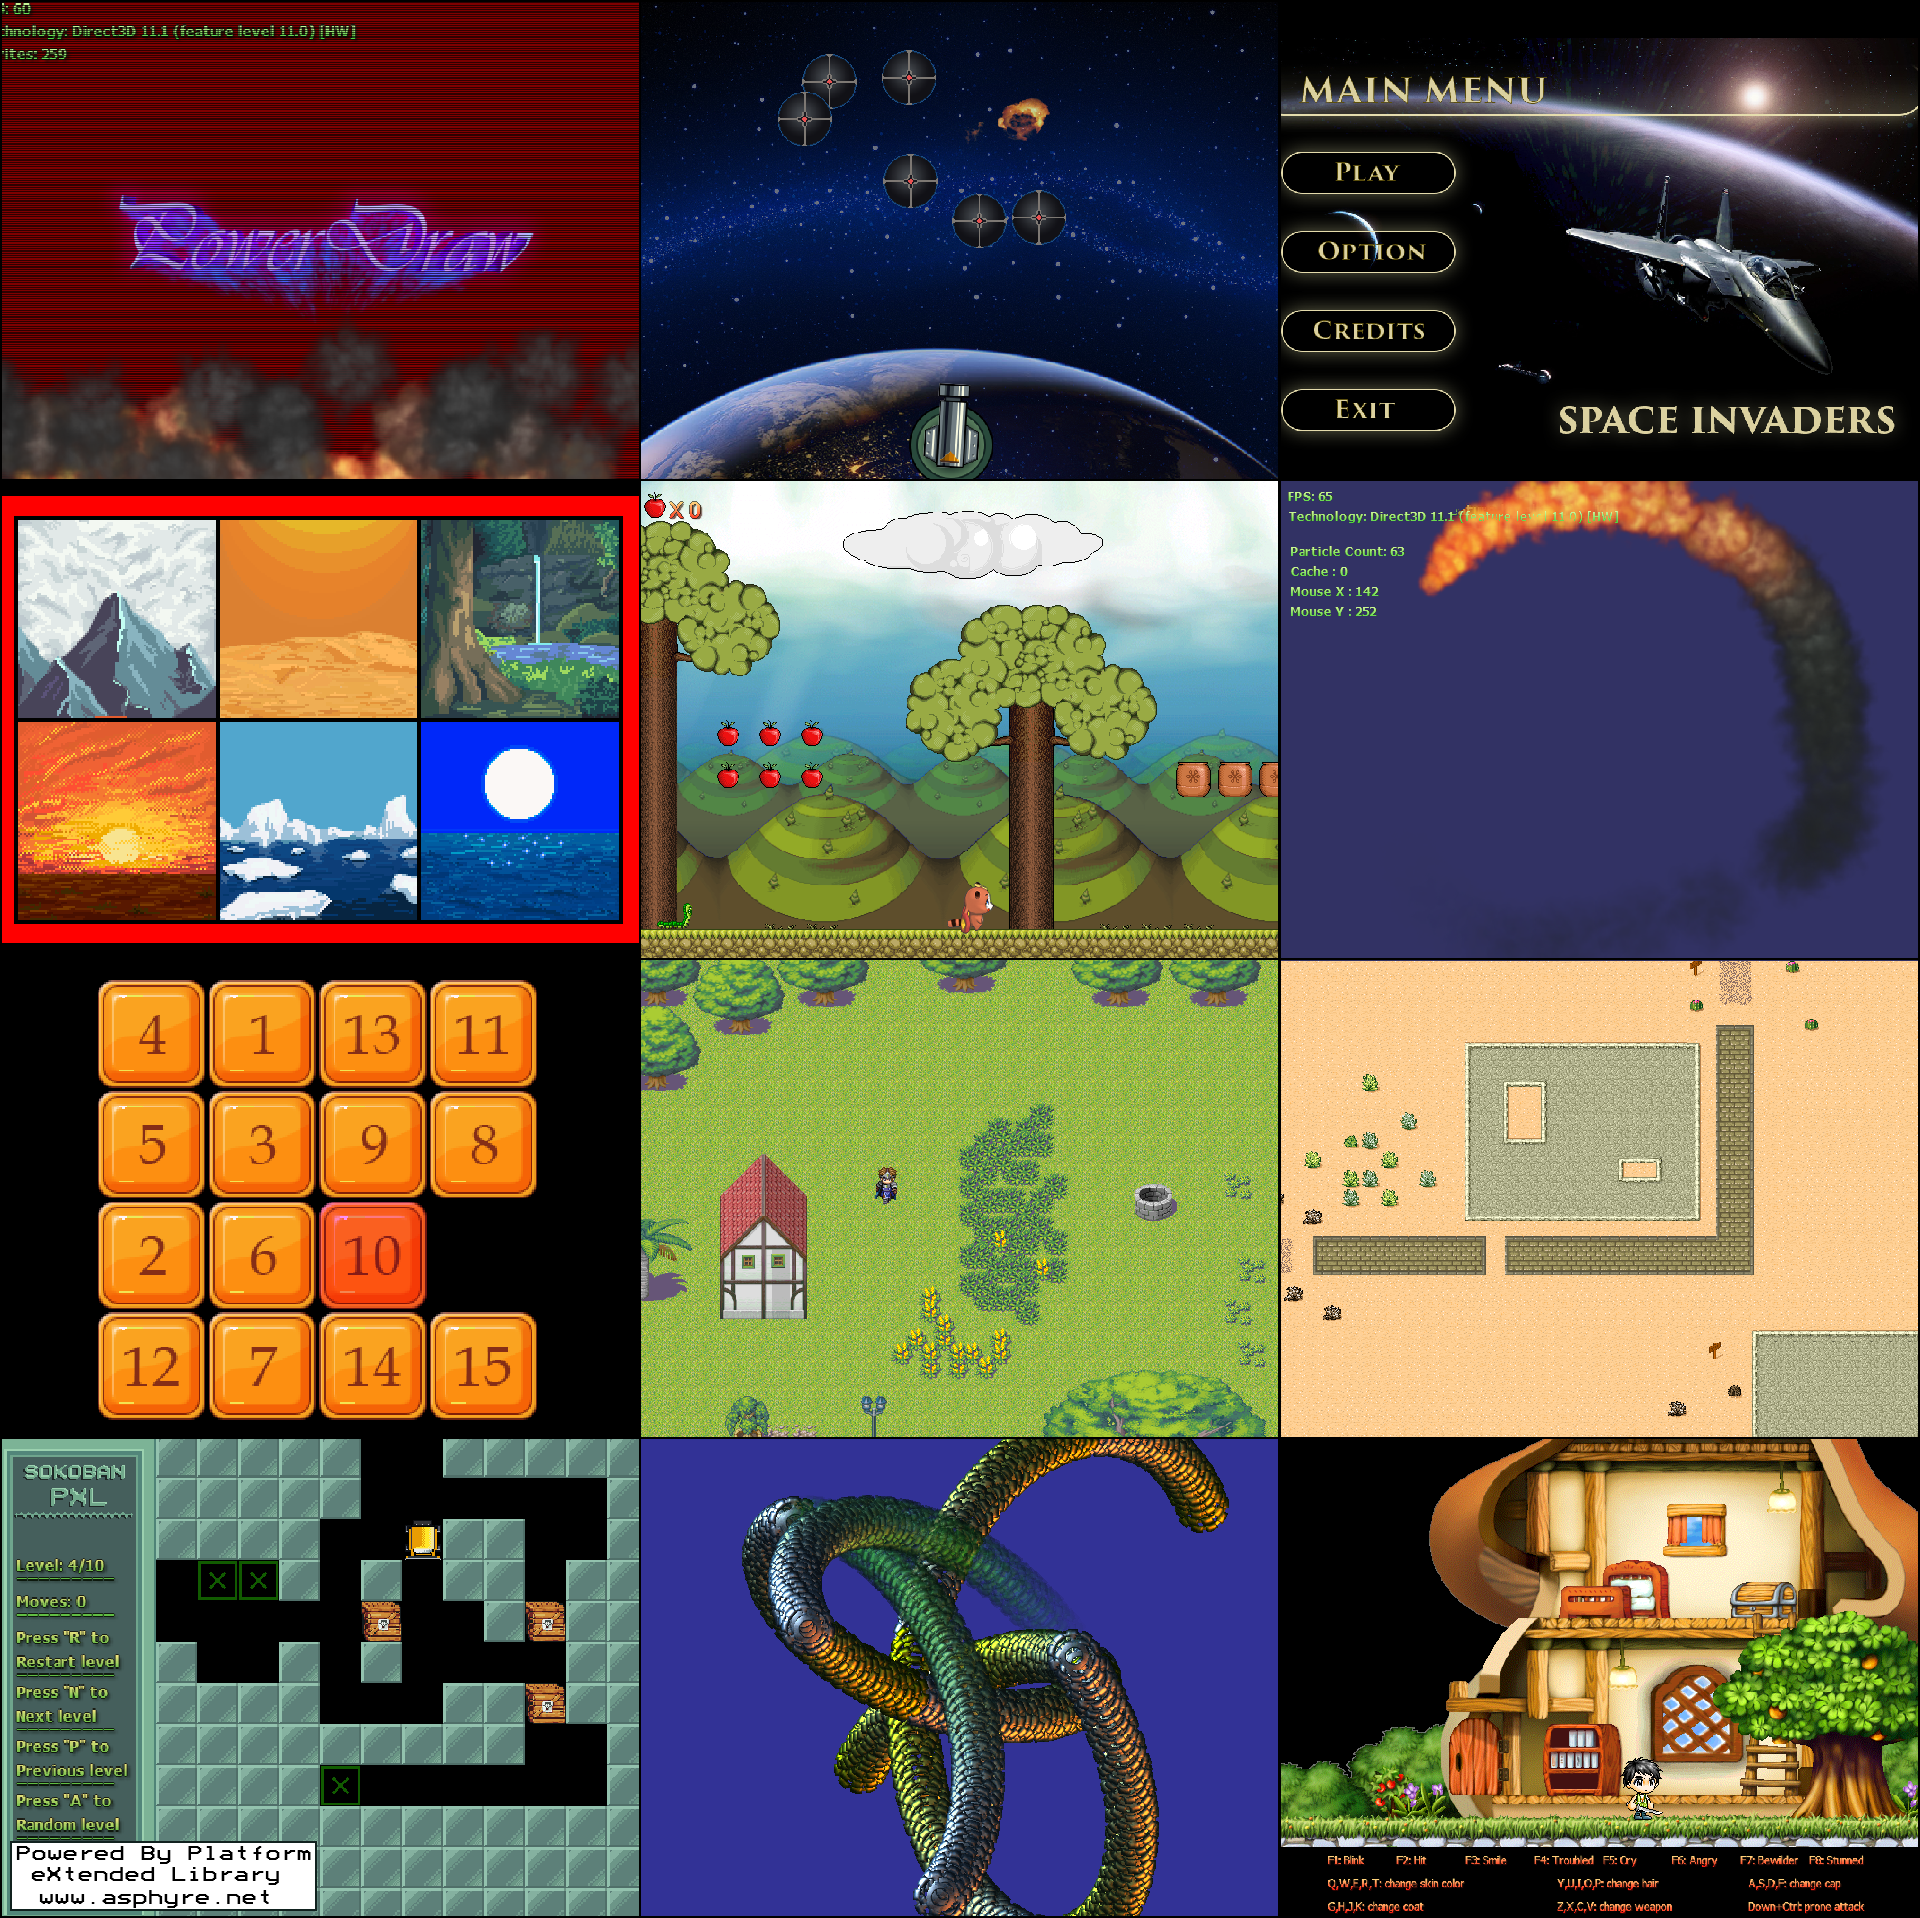 : 60
chnology: Direct3D 11.1 (feature level 11.0) [HW]
rites: 259
PowerDraw
MAIN MENU
PLAY
OPTION
CREDITS
EXIT
SPACE INVADERS
X 0
FPS: 65
Technology: Direct3D 11.1 (feature level 11.0) [HW]
Particle Count: 63
Cache : 0
Mouse X : 142
Mouse Y : 252
4 1 13 11
5 3 9 8
2 6 10
12 7 14 15
SOKOBAN
PXL
Level: 4/10
Moves: 0
Press "R" to
Restart level
Press "N" to
Next level
Press "P" to
Previous level
Press "A" to
Random level
Powered By Platform
eXtended Library
www.asphyre.net
F1: Blink F2: Hit F3: Smile F4: Troubled F5: Cry F6: Angry F7: Bewilder F8: Stunned
Q,W,E,R,T: change skin color Y,U,I,O,P: change hair A,S,D,F: change cap
G,H,J,K: change coat Z,X,C,V: change weapon Down+Ctrl: prone attack